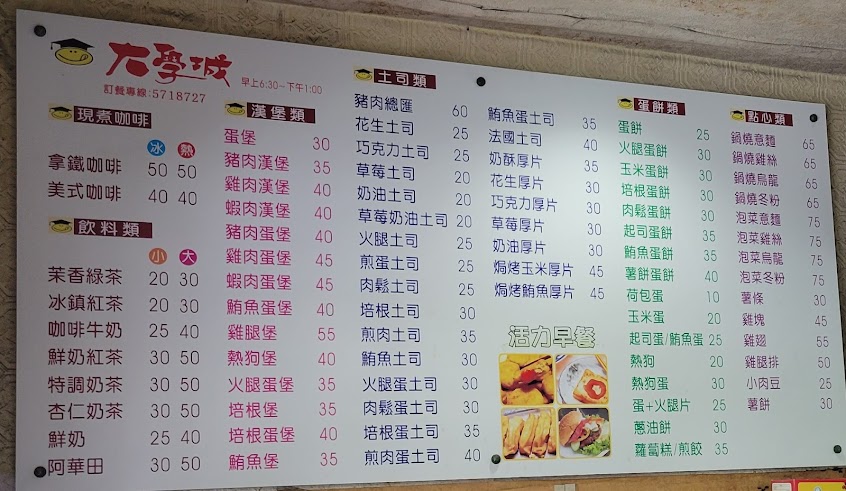 大學城
早上6:30~下午1:00
訂餐專線:5718727
現煮咖啡
冰 熱
拿鐵咖啡 50 50
美式咖啡 40 40
飲料類
小 大
茉香綠茶 20 30
冰鎮紅茶 20 30
咖啡牛奶 25 40
鮮奶紅茶 30 50
特調奶茶 30 50
杏仁奶茶 30 50
鮮奶 25 40
阿華田 30 50
漢堡類
蛋堡 30
豬肉漢堡 35
雞肉漢堡 40
蝦肉漢堡 40
豬肉蛋堡 40
雞肉蛋堡 45
蝦肉蛋堡 45
鮪魚蛋堡 40
雞腿堡 55
熱狗堡 40
火腿蛋堡 35
培根堡 35
培根蛋堡 40
鮪魚堡 35
土司類
豬肉總匯 60
花生土司 25
巧克力土司 25
草莓土司 20
奶油土司 20
草莓奶油土司 20
火腿土司 25
煎蛋土司 25
肉鬆土司 25
培根土司 30
煎肉土司 25
鮪魚土司 30
火腿蛋土司 30
肉鬆蛋土司 30
培根蛋土司 35
煎肉蛋土司 40
鮪魚蛋土司 35
法國土司 40
奶酥厚片
花生厚片
巧克力厚片
草莓厚片
奶油厚片
焗烤玉米厚片 45
焗烤鮪魚厚片 45
活力早餐
蛋餅類
蛋餅 25
火腿蛋餅 30
玉米蛋餅 30
培根蛋餅 30
肉鬆蛋餅 30
起司蛋餅 35
鮪魚蛋餅 35
薯餅蛋餅 40
荷包蛋 10
玉米蛋 20
起司蛋/鮪魚蛋 25
熱狗 20
熱狗蛋 30
蛋+火腿片 25
蔥油餅 30
蘿蔔糕/煎餃 35
點心類
鍋燒意麵 65
鍋燒雞絲 65
鍋燒烏龍 65
鍋燒冬粉 65
泡菜意麵 75
泡菜雞絲 75
泡菜烏龍 75
泡菜冬粉 75
薯條 30
雞塊 45
雞翅 55
雞腿排 50
小肉豆 25
薯餅 30